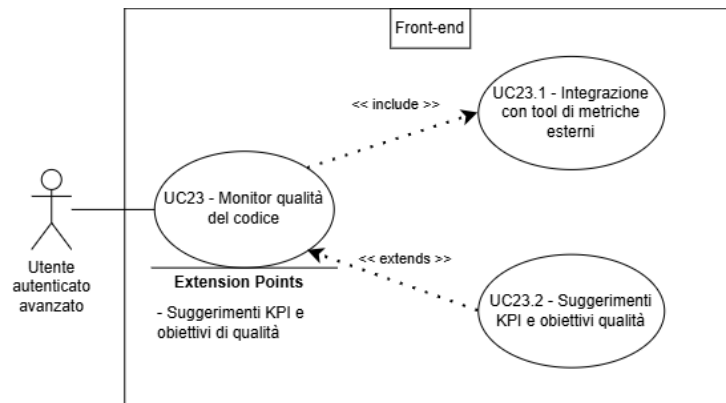 Front-end
<< include >>
UC23.1 - Integrazione
con tool di metriche
esterni
UC23 - Monitor qualità
del codice
Utente
autenticato
avanzato
Extension Points
- Suggerimenti KPI e
obiettivi di qualità
<< extends >>
UC23.2 - Suggerimenti
KPI e obiettivi qualità